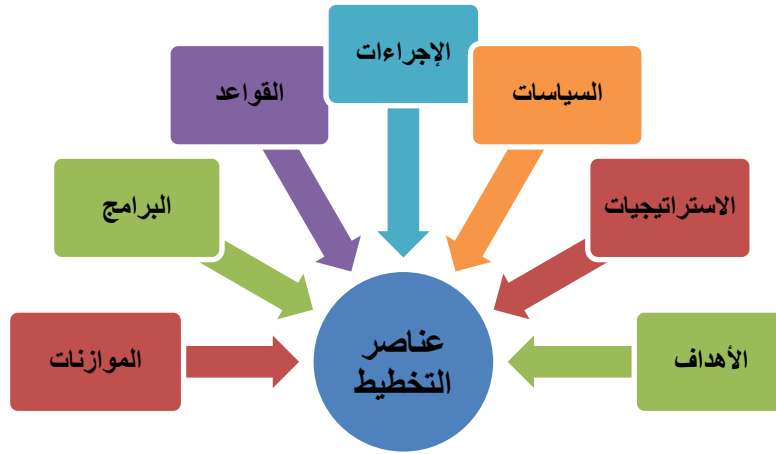 الإجراءات
السياسات
القواعد
الاستراتيجيات
البرامج
الأهداف
الموازنات
عناصر
التخطيط